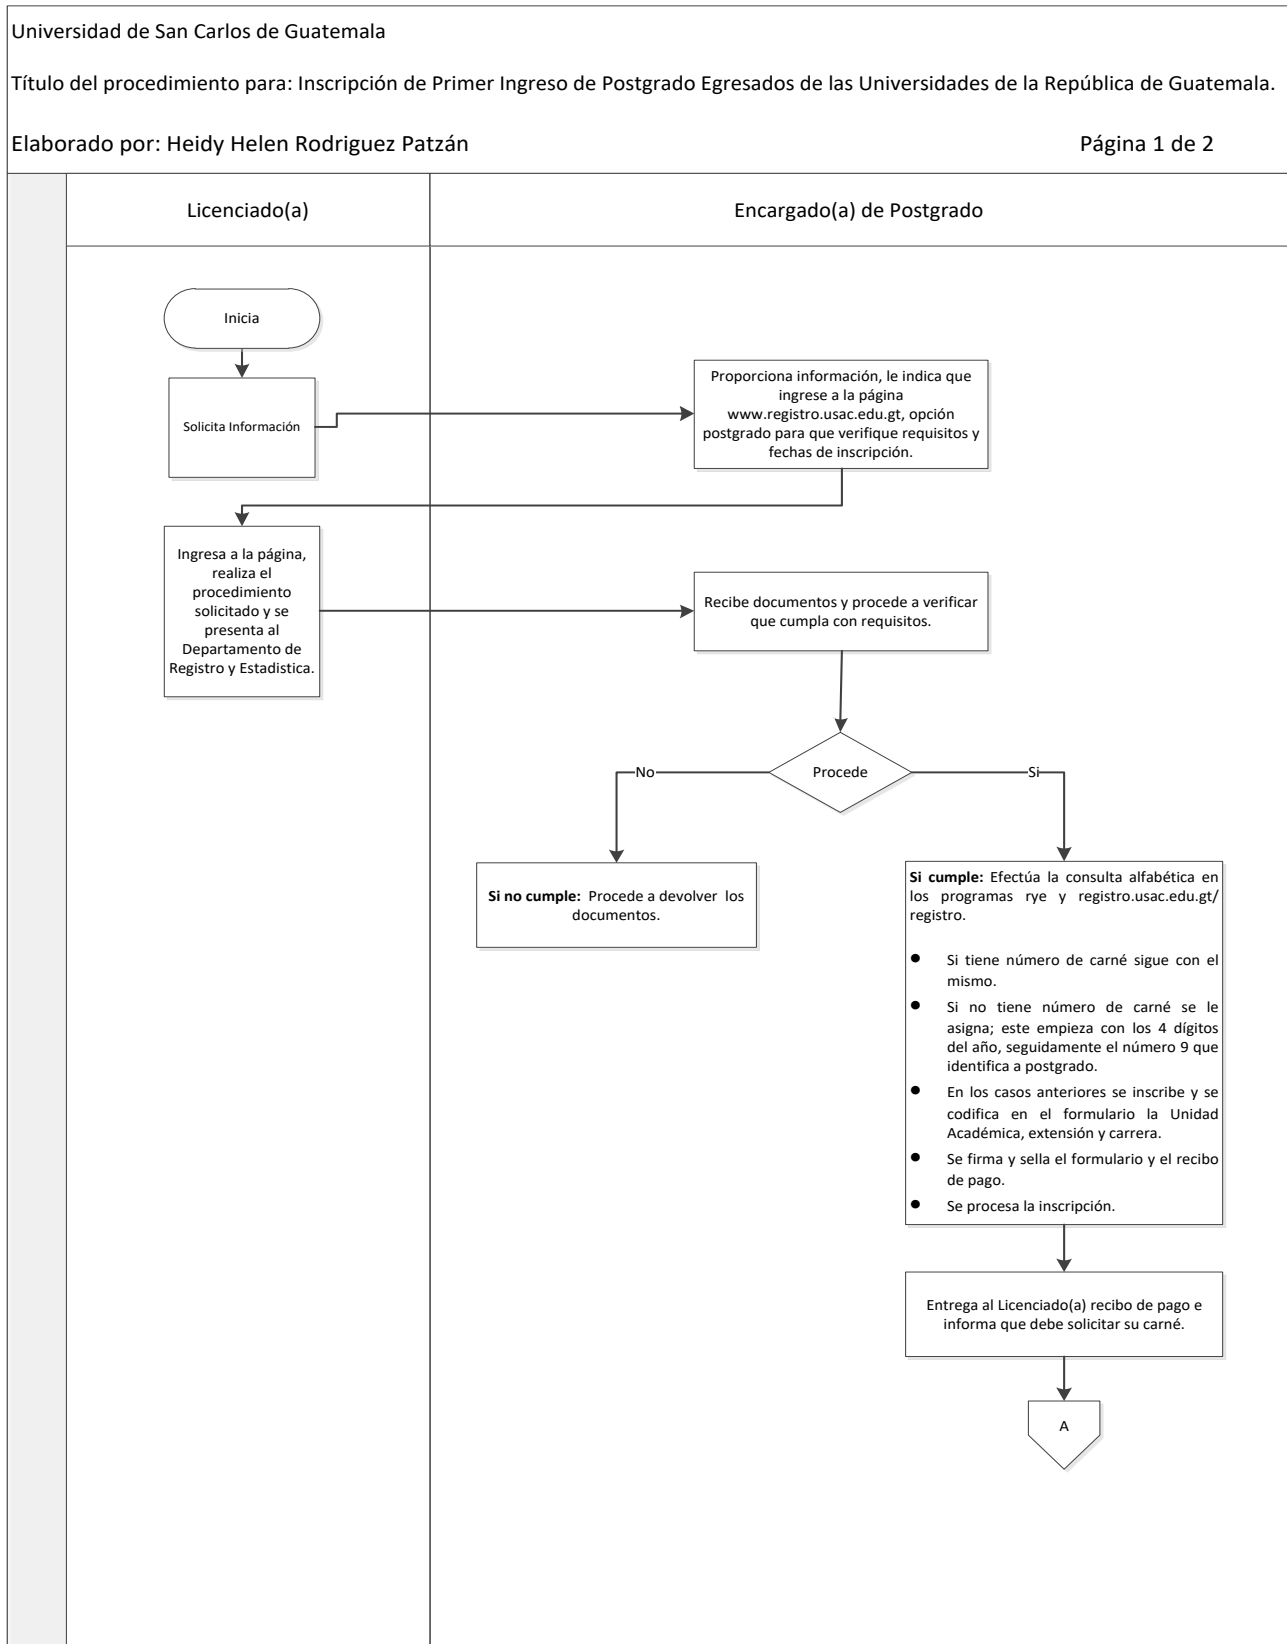 Universidad de San Carlos de Guatemala
Título del procedimiento para: Inscripción de Primer Ingreso de Postgrado Egresados de las Universidades de la República de Guatemala.
Elaborado por: Heidy Helen Rodriguez Patzán
Página 1 de 2
Licenciado(a)
Encargado(a) de Postgrado
Inicia
Solicita Información
Proporciona información, le indica que
ingrese a la página
www.registro.usac.edu.gt, opción
postgrado para que verifique requisitos y
fechas de inscripción.
Ingresa a la página,
realiza el
procedimiento
solicitado y se
presenta al
Departamento de
Registro y Estadistica.
Recibe documentos y procede a verificar
que cumpla con requisitos.
Procede
No
Si
Si no cumple: Procede a devolver los
documentos.
Si cumple: Efectúa la consulta alfabética en
los programas rye y registro.usac.edu.gt/
registro.
● Si tiene número de carné sigue con el
mismo.
● Si no tiene número de carné se le
asigna; este empieza con los 4 dígitos
del año, seguidamente el número 9 que
identifica a postgrado.
● En los casos anteriores se inscribe y se
codifica en el formulario la Unidad
Académica, extensión y carrera.
● Se firma y sella el formulario y el recibo
de pago.
● Se procesa la inscripción.
Entrega al Licenciado(a) recibo de pago e
informa que debe solicitar su carné.
A